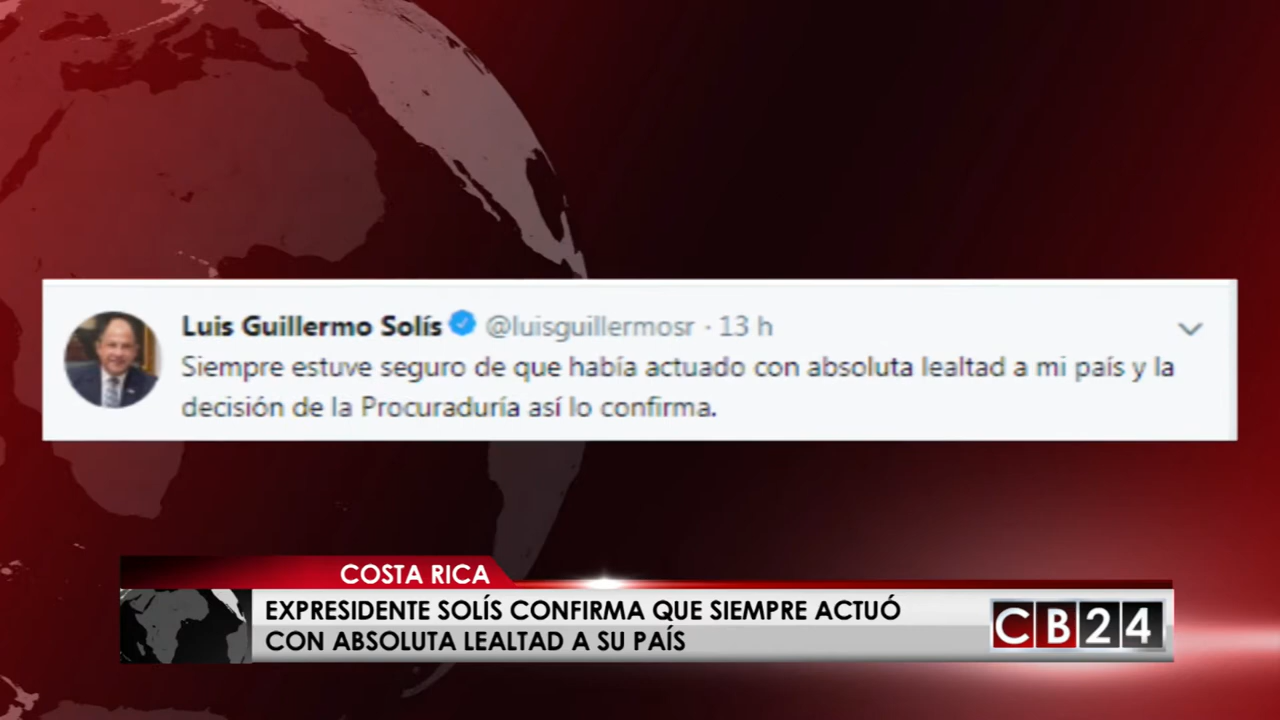 Luis Guillermo Solís @luisguillermosr · 13 h
Siempre estuve seguro de que había actuado con absoluta lealtad a mi país y la
decisión de la Procuraduría así lo confirma.
COSTA RICA
EXPRESIDENTE SOLÍS CONFIRMA QUE SIEMPRE ACTUÓ
CON ABSOLUTA LEALTAD A SU PAÍS
CB24